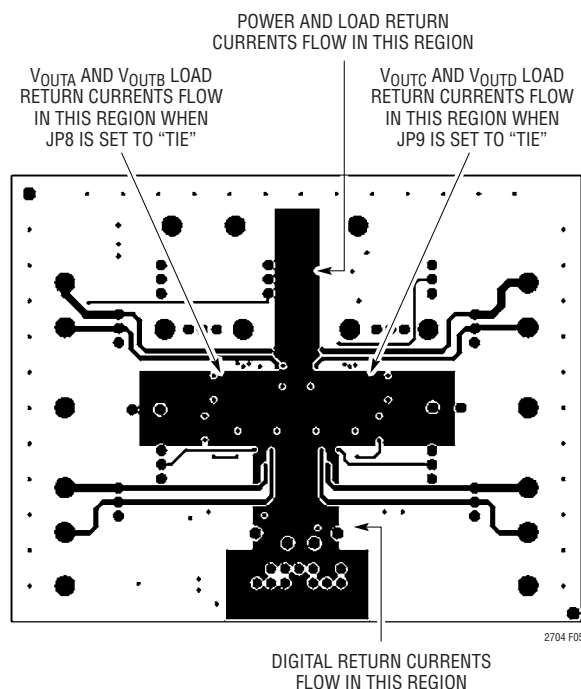 POWER AND LOAD RETURN
CURRENTS FLOW IN THIS REGION
VOUTA AND VOUTB LOAD
RETURN CURRENTS FLOW
IN THIS REGION WHEN
JP8 IS SET TO “TIE”
VOUTC AND VOUTD LOAD
RETURN CURRENTS FLOW
IN THIS REGION WHEN
JP9 IS SET TO “TIE”
2704 F05
DIGITAL RETURN CURRENTS
FLOW IN THIS REGION